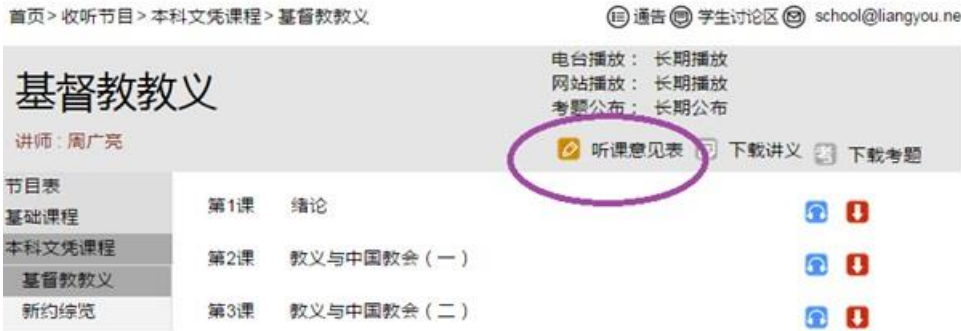 首页> 收听节目> 本科文凭课程> 基督教教义
通告 学生讨论区 school@liangyou.ne
基督教教义
讲师 : 周广亮
电台播放 : 长期播放
网站播放 : 长期播放
考题公布 : 长期公布
听课意见表 下载讲义 考 下载考题
节目表
基础课程
本科文凭课程
基督教教义
新约综览
第1课 绪论
第2课 教义与中国教会 ( 一 )
第3课 教义与中国教会 ( 二 )